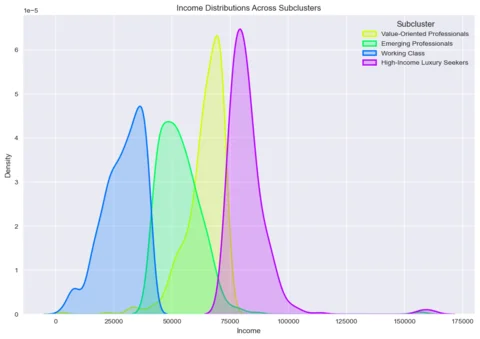 Income Distributions Across Subclusters
1e−5
Subcluster
Value-Oriented Professionals
Emerging Professionals
Working Class
High-Income Luxury Seekers
6
5
4
3
2
1
0
Density
0 25000 50000 75000 100000 125000 150000 175000
Income